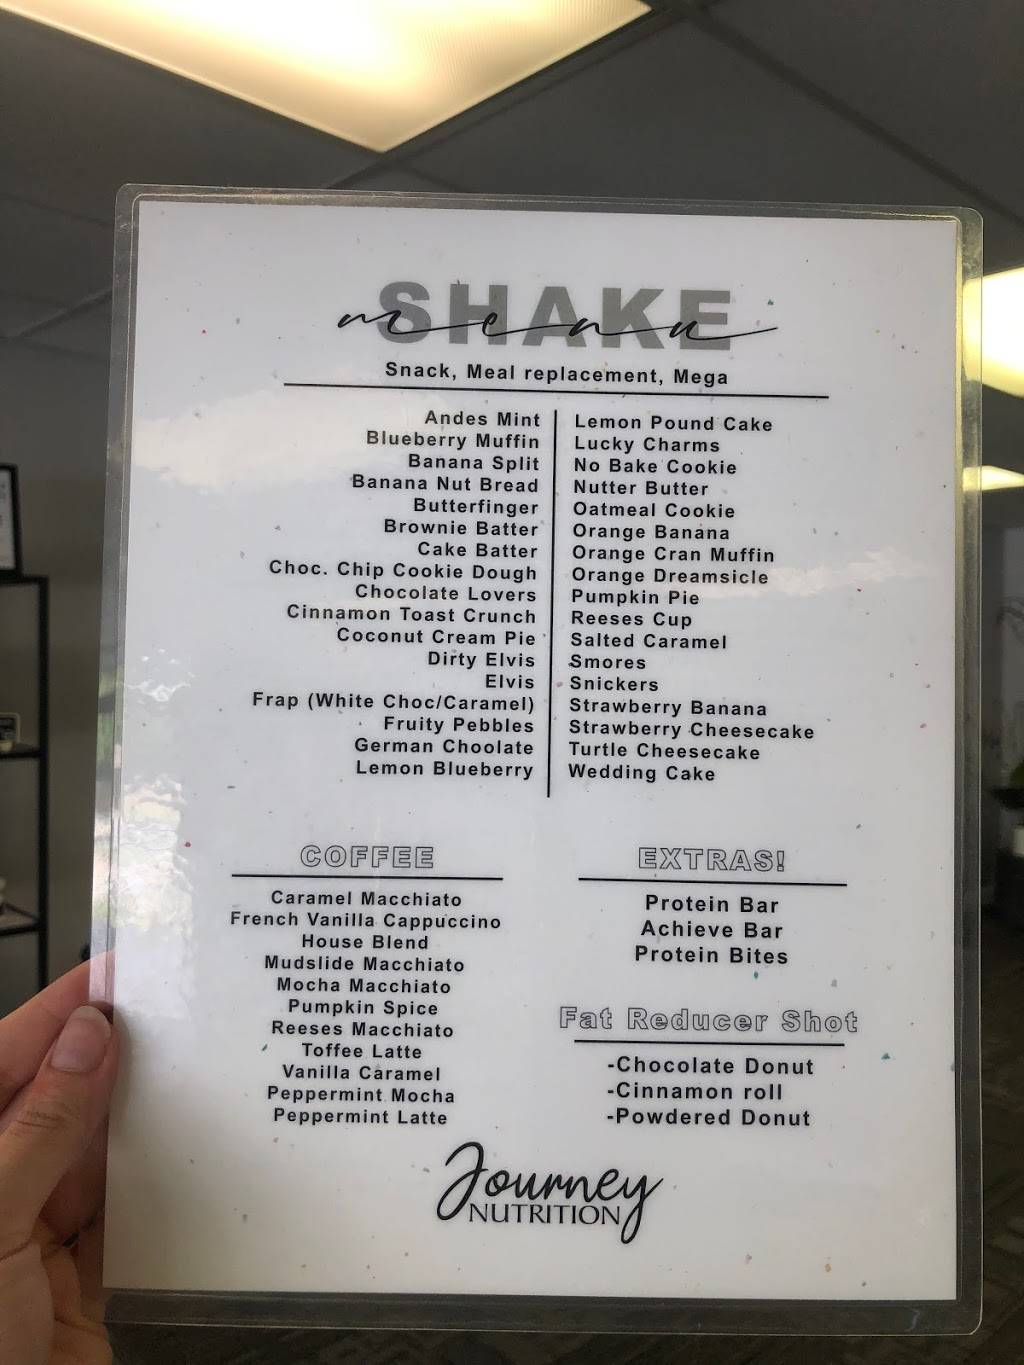 SHAKE
menu
Snack, Meal replacement, Mega
Andes Mint
Blueberry Muffin
Banana Split
Banana Nut Bread
Butterfinger
Brownie Batter
Cake Batter
Choc. Chip Cookie Dough
Chocolate Lovers
Cinnamon Toast Crunch
Coconut Cream Pie
Dirty Elvis
Elvis
Frap (White Choc/Caramel)
Fruity Pebbles
German Choolate
Lemon Blueberry
Lemon Pound Cake
Lucky Charms
No Bake Cookie
Nutter Butter
Oatmeal Cookie
Orange Banana
Orange Cran Muffin
Orange Dreamsicle
Pumpkin Pie
Reeses Cup
Salted Caramel
Smores
Snickers
Strawberry Banana
Strawberry Cheesecake
Turtle Cheesecake
Wedding Cake
COFFEE
Caramel Macchiato
French Vanilla Cappuccino
House Blend
Mudslide Macchiato
Mocha Macchiato
Pumpkin Spice
Reeses Macchiato
Toffee Latte
Vanilla Caramel
Peppermint Mocha
Peppermint Latte
EXTRAS!
Protein Bar
Achieve Bar
Protein Bites
Fat Reducer Shot
-Chocolate Donut
-Cinnamon roll
-Powdered Donut
Journey
NUTRITION